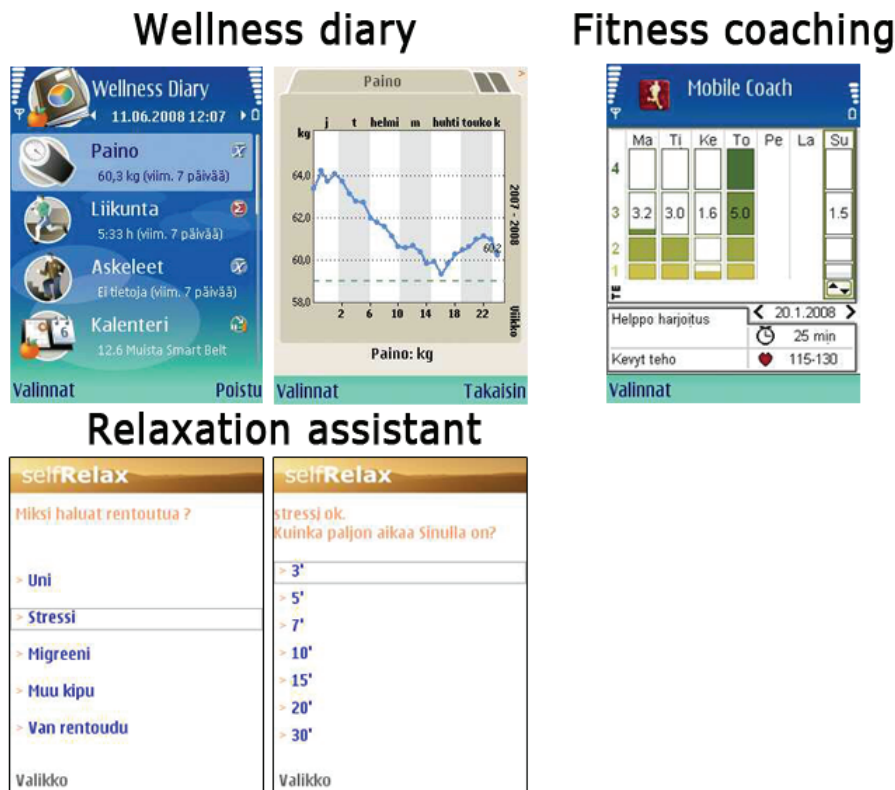 Wellness diary
Fitness coaching
Wellness Diary
11.06.2008 12:07
Paino
60,3 kg (viim. 7 päivää)
Liikunta
5:33 h (viim. 7 päivää)
Askeleet
Ei tietoja (viim. 7 päivää)
Kalenteri
12.6 Muista Smart Belt
Valinnat Poistu
Paino
j t helmi m huhti touko k
kg
64,0
62,0
60,0
58,0
60,2
2007 - 2008
Viikko
2 6 10 14 18 22
Paino: kg
Valinnat Takaisin
Mobile Coach
Ma Ti Ke To Pe La Su
4
3 3.2 3.0 1.6 5.0 1.5
2
1
TE
Helppo harjoitus
20.1.2008
25 min
Kevyt teho 115-130
Valinnat
Relaxation assistant
selfRelax
Miksi haluat rentoutua ?
> Uni
> Stressi
> Migreeni
> Muu kipu
> Van rentoudu
Valikko
selfRelax
stressi ok.
Kuinka paljon aikaa Sinulla on?
> 3'
> 5'
> 7'
> 10'
> 15'
> 20'
> 30'
Valikko